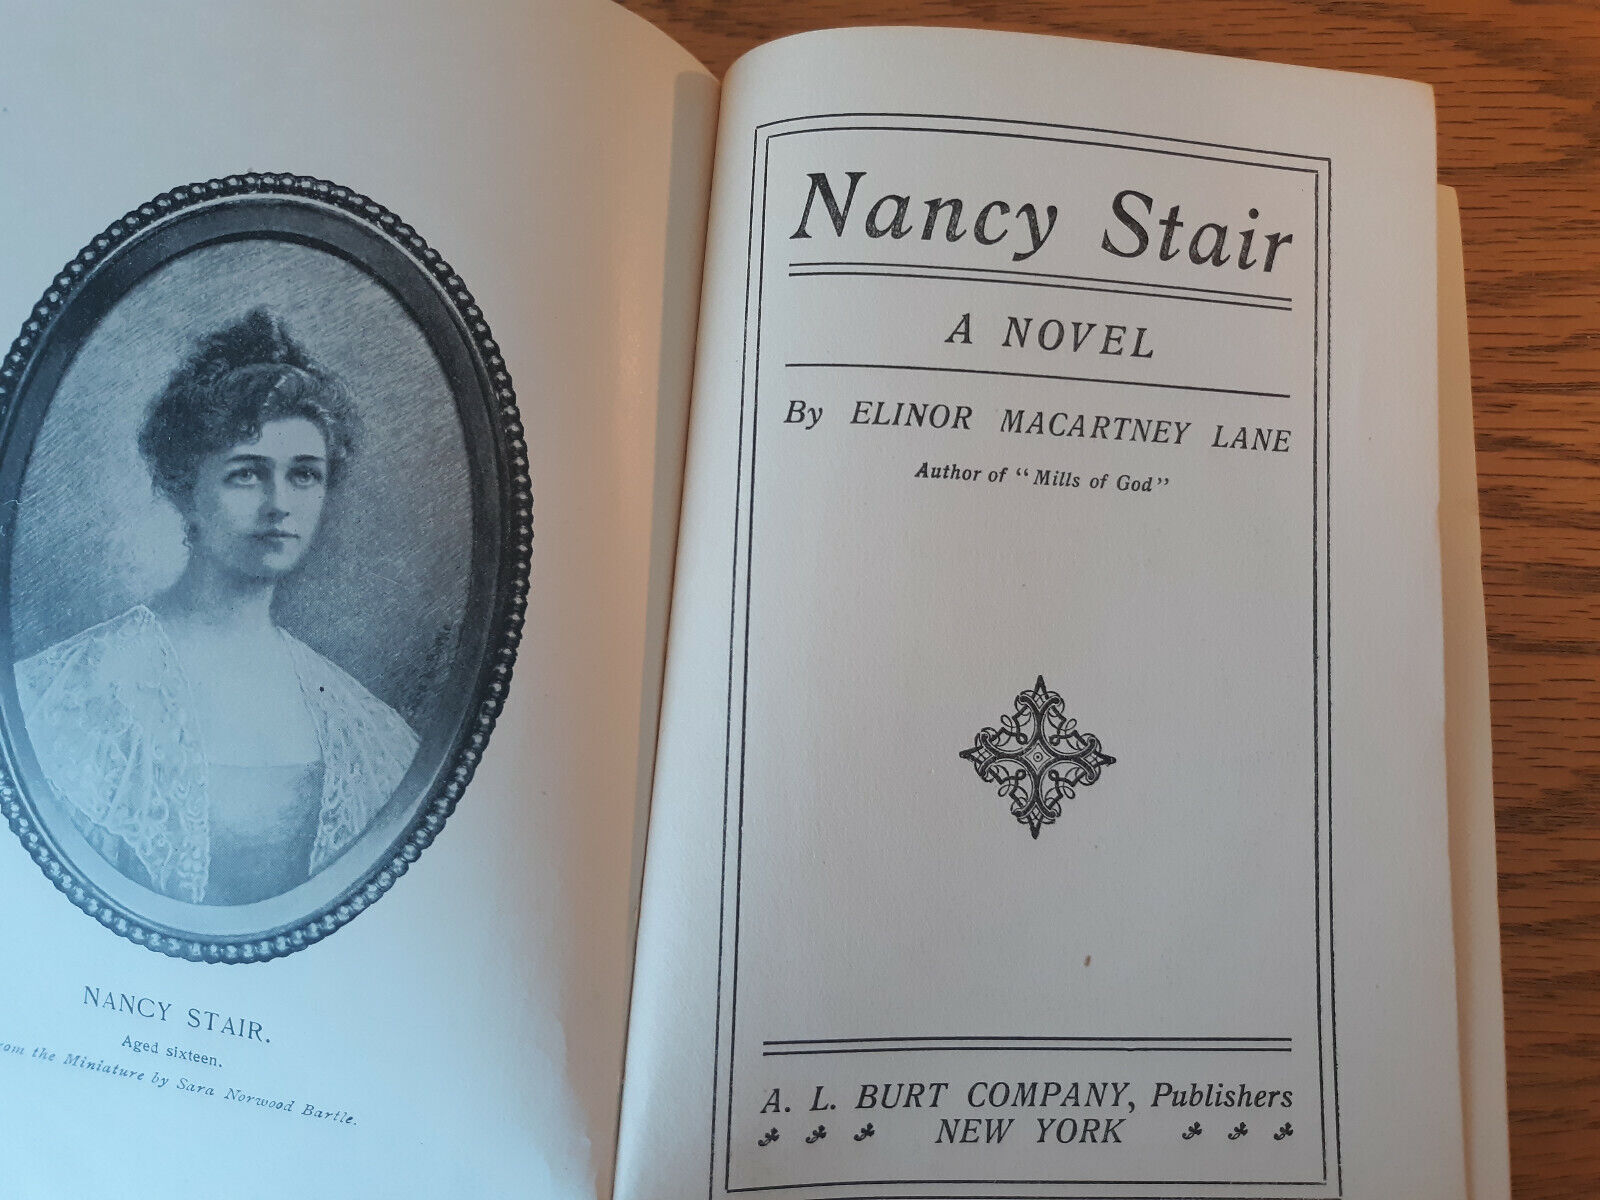 NANCY STAIR.
Aged sixteen.
the Miniature by Sara Norwood Bartle.
Nancy Stair
A NOVEL
By ELINOR MACARTNEY LANE
Author of "Mills of God"
A. L. BURT COMPANY, Publishers
NEW YORK